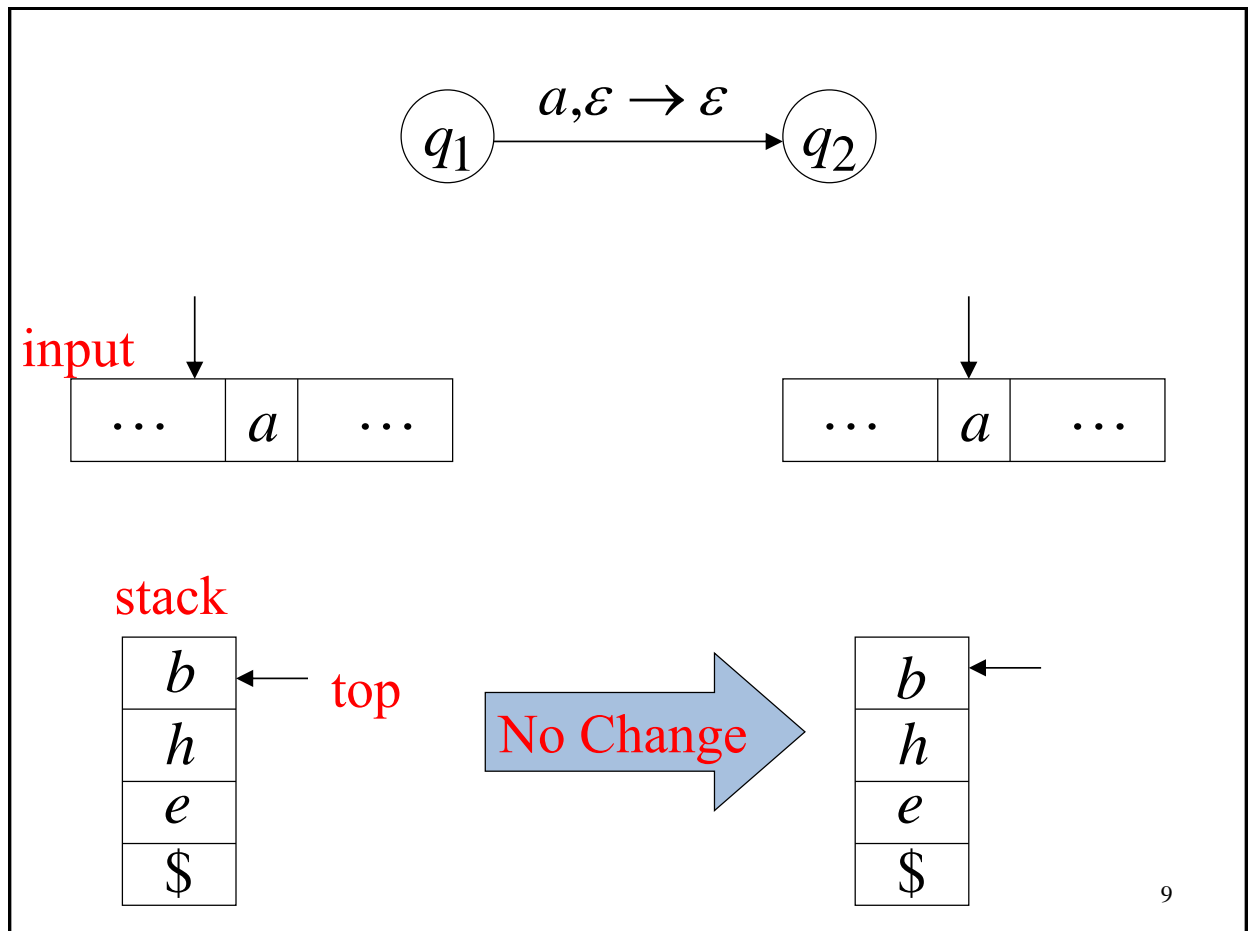 a,ε → ε
q1 q2
input
⋯ a ⋯ ⋯ a ⋯
stack
b top b
No Change
h h
e e
$ $
9